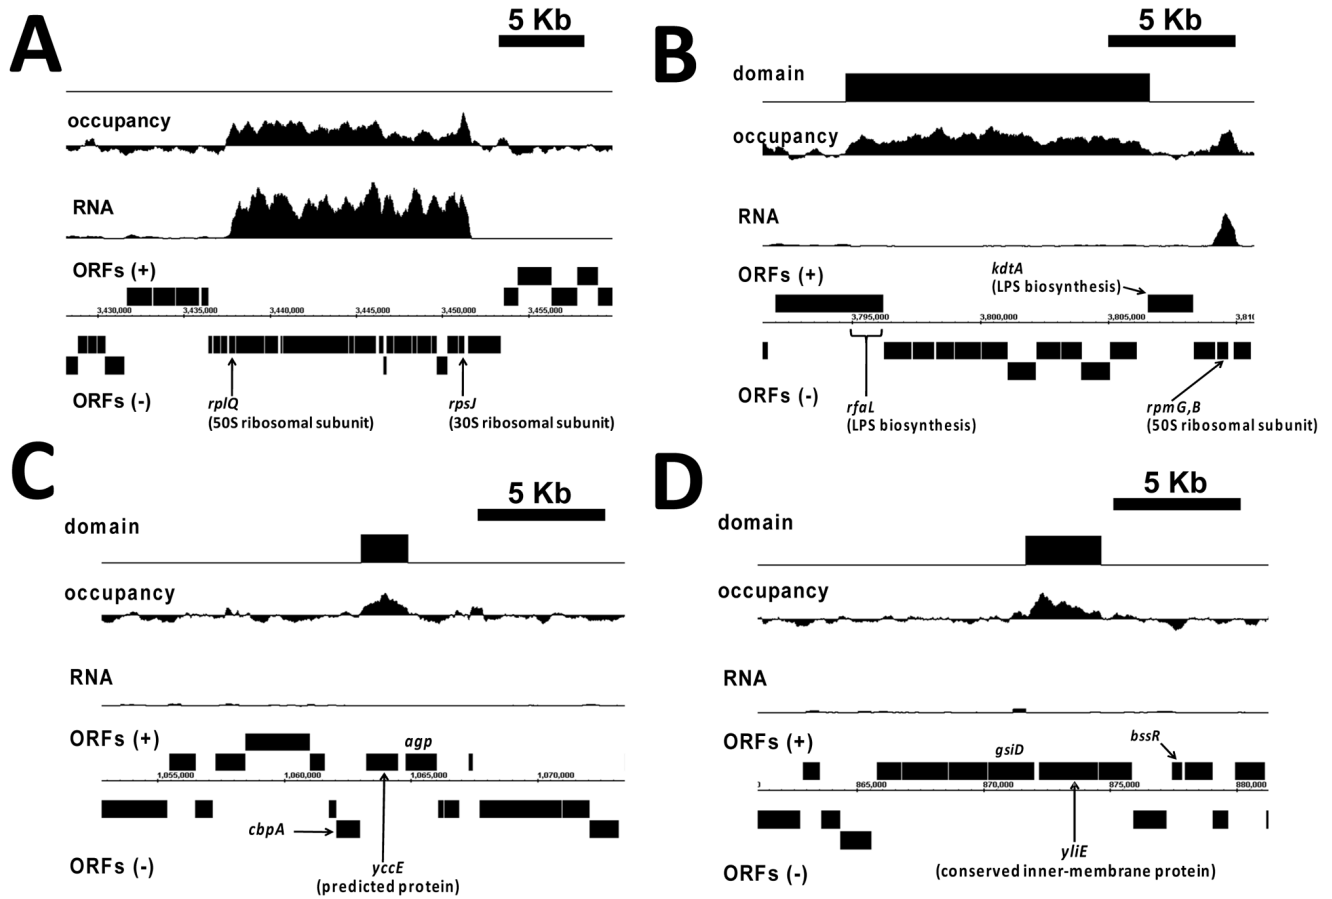 A
5 Kb
occupancy
RNA
ORFs (+)
3,430,000 3,435,000 3,440,000 3,445,000 3,450,000 3,455,000
ORFs (-)
rplQ
(50S ribosomal subunit)
rpsJ
(30S ribosomal subunit)
B
5 Kb
domain
occupancy
RNA
ORFs (+)
kdtA
(LPS biosynthesis)
3,795,000 3,800,000 3,805,000 3,810
ORFs (-)
rfaL
(LPS biosynthesis)
rpmG,B
(50S ribosomal subunit)
C
5 Kb
domain
occupancy
RNA
ORFs (+)
agp
1,055,000 1,060,000 1,065,000 1,070,000
cbpA
ORFs (-)
yccE
(predicted protein)
D
5 Kb
domain
occupancy
RNA
ORFs (+)
gsiD
bssR
865,000 870,000 875,000 880,000
ORFs (-)
yliE
(conserved inner-membrane protein)